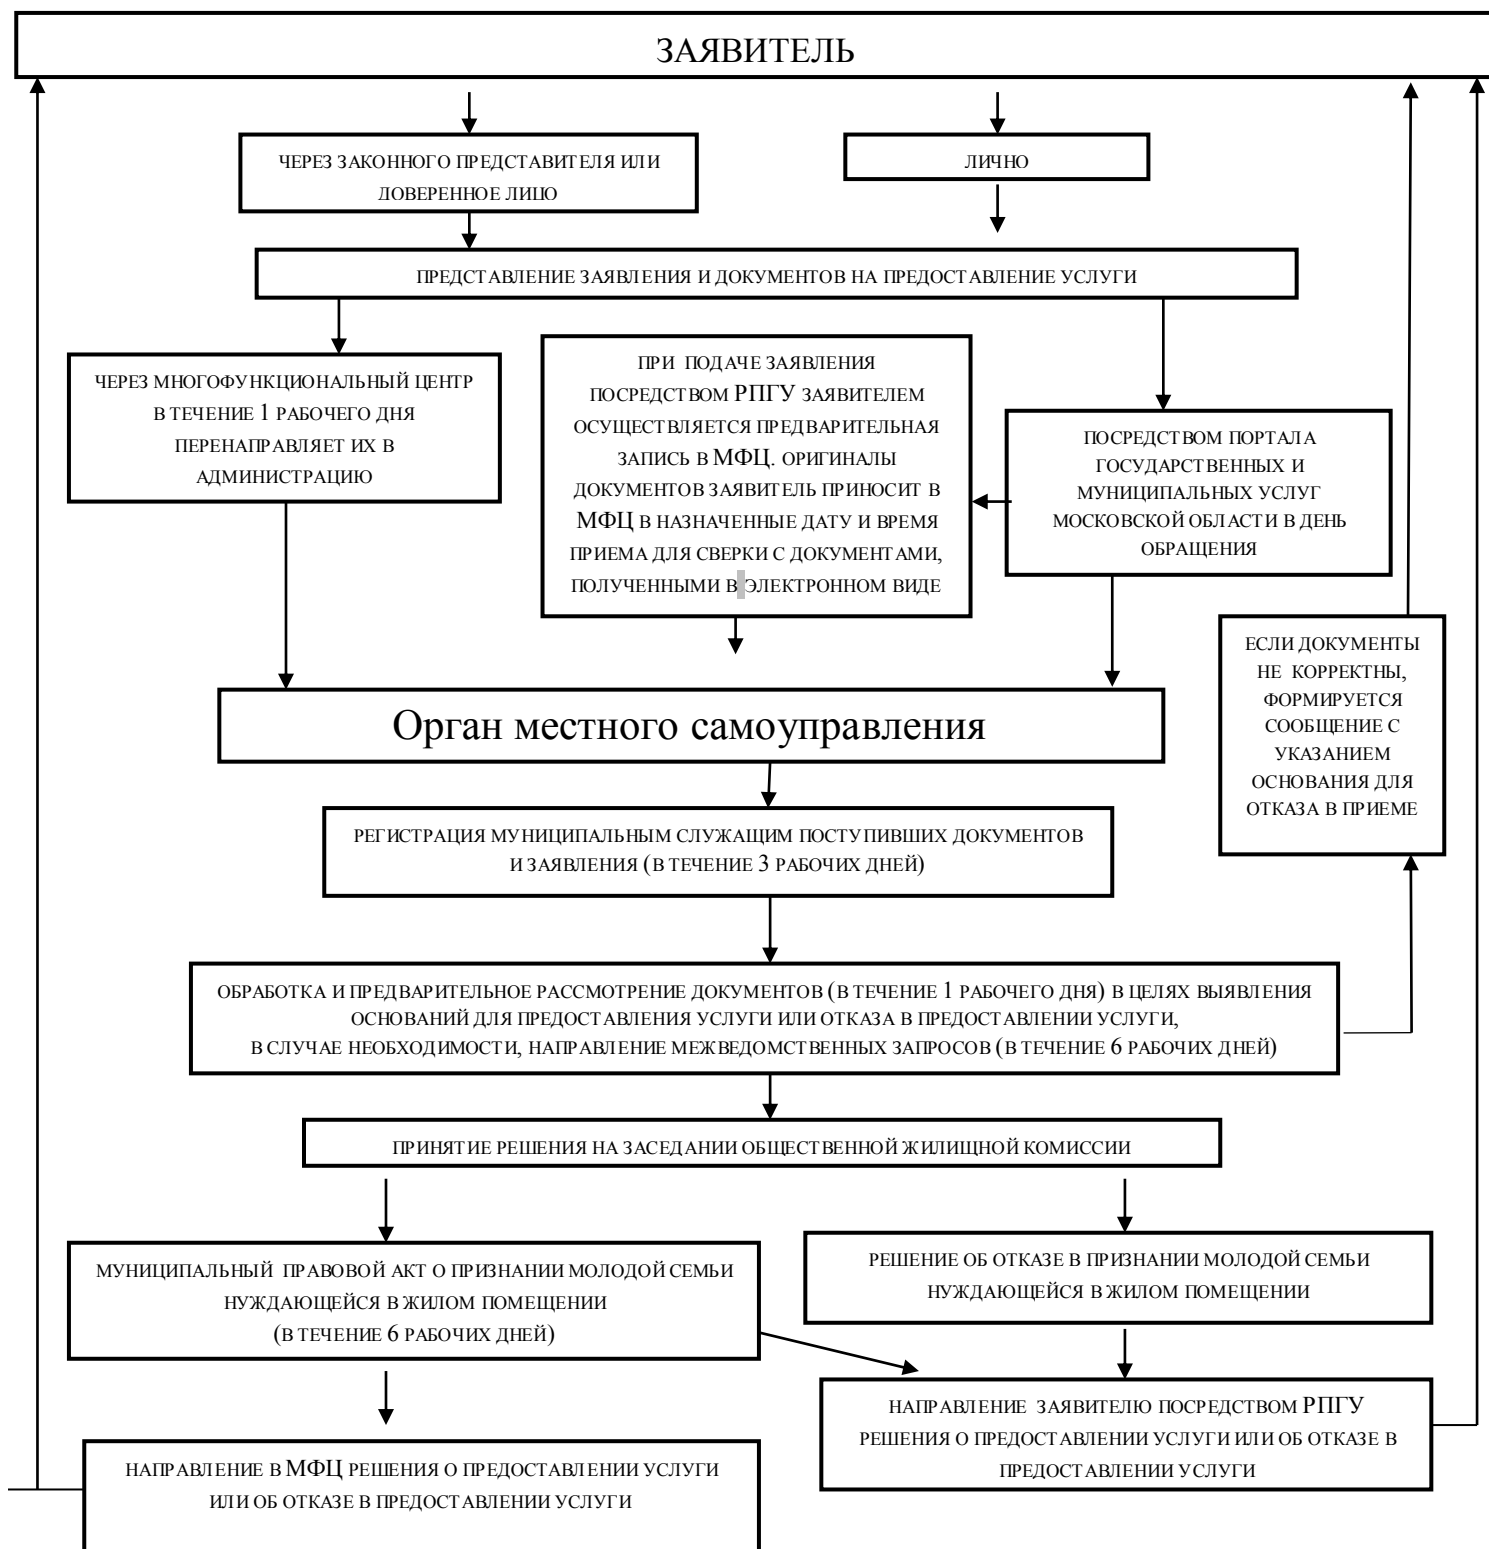 ЗАЯВИТЕЛЬ
ЧЕРЕЗ ЗАКОННОГО ПРЕДСТАВИТЕЛЯ ИЛИ
ДОВЕРЕННОЕ ЛИЦО
ЛИЧНО
ПРЕДСТАВЛЕНИЕ ЗАЯВЛЕНИЯ И ДОКУМЕНТОВ НА ПРЕДОСТАВЛЕНИЕ УСЛУГИ
ЧЕРЕЗ МНОГОФУНКЦИОНАЛЬНЫЙ ЦЕНТР
В ТЕЧЕНИЕ 1 РАБОЧЕГО ДНЯ
ПЕРЕНАПРАВЛЯЕТ ИХ В
АДМИНИСТРАЦИЮ
ПРИ ПОДАЧЕ ЗАЯВЛЕНИЯ
ПОСРЕДСТВОМ РПГУ ЗАЯВИТЕЛЕМ
ОСУЩЕСТВЛЯЕТСЯ ПРЕДВАРИТЕЛЬНАЯ
ЗАПИСЬ В МФЦ. ОРИГИНАЛЫ
ДОКУМЕНТОВ ЗАЯВИТЕЛЬ ПРИНОСИТ В
МФЦ В НАЗНАЧЕННЫЕ ДАТУ И ВРЕМЯ
ПРИЕМА ДЛЯ СВЕРКИ С ДОКУМЕНТАМИ,
ПОЛУЧЕННЫМИ В ЭЛЕКТРОННОМ ВИДЕ
ПОСРЕДСТВОМ ПОРТАЛА
ГОСУДАРСТВЕННЫХ И
МУНИЦИПАЛЬНЫХ УСЛУГ
МОСКОВСКОЙ ОБЛАСТИ В ДЕНЬ
ОБРАЩЕНИЯ
ЕСЛИ ДОКУМЕНТЫ
НЕ КОРРЕКТНЫ,
ФОРМИРУЕТСЯ
СООБЩЕНИЕ С
УКАЗАНИЕМ
ОСНОВАНИЯ ДЛЯ
ОТКАЗА В ПРИЕМЕ
Орган местного самоуправления
РЕГИСТРАЦИЯ МУНИЦИПАЛЬНЫМ СЛУЖАЩИМ ПОСТУПИВШИХ ДОКУМЕНТОВ
И ЗАЯВЛЕНИЯ (В ТЕЧЕНИЕ 3 РАБОЧИХ ДНЕЙ)
ОБРАБОТКА И ПРЕДВАРИТЕЛЬНОЕ РАССМОТРЕНИЕ ДОКУМЕНТОВ (В ТЕЧЕНИЕ 1 РАБОЧЕГО ДНЯ) В ЦЕЛЯХ ВЫЯВЛЕНИЯ
ОСНОВАНИЙ ДЛЯ ПРЕДОСТАВЛЕНИЯ УСЛУГИ ИЛИ ОТКАЗА В ПРЕДОСТАВЛЕНИИ УСЛУГИ,
В СЛУЧАЕ НЕОБХОДИМОСТИ, НАПРАВЛЕНИЕ МЕЖВЕДОМСТВЕННЫХ ЗАПРОСОВ (В ТЕЧЕНИЕ 6 РАБОЧИХ ДНЕЙ)
ПРИНЯТИЕ РЕШЕНИЯ НА ЗАСЕДАНИИ ОБЩЕСТВЕННОЙ ЖИЛИЩНОЙ КОМИССИИ
МУНИЦИПАЛЬНЫЙ ПРАВОВОЙ АКТ О ПРИЗНАНИИ МОЛОДОЙ СЕМЬИ
НУЖДАЮЩЕЙСЯ В ЖИЛОМ ПОМЕЩЕНИИ
(В ТЕЧЕНИЕ 6 РАБОЧИХ ДНЕЙ)
РЕШЕНИЕ ОБ ОТКАЗЕ В ПРИЗНАНИИ МОЛОДОЙ СЕМЬИ
НУЖДАЮЩЕЙСЯ В ЖИЛОМ ПОМЕЩЕНИИ
НАПРАВЛЕНИЕ ЗАЯВИТЕЛЮ ПОСРЕДСТВОМ РПГУ
РЕШЕНИЯ О ПРЕДОСТАВЛЕНИИ УСЛУГИ ИЛИ ОБ ОТКАЗЕ В
ПРЕДОСТАВЛЕНИИ УСЛУГИ
НАПРАВЛЕНИЕ В МФЦ РЕШЕНИЯ О ПРЕДОСТАВЛЕНИИ УСЛУГИ
ИЛИ ОБ ОТКАЗЕ В ПРЕДОСТАВЛЕНИИ УСЛУГИ